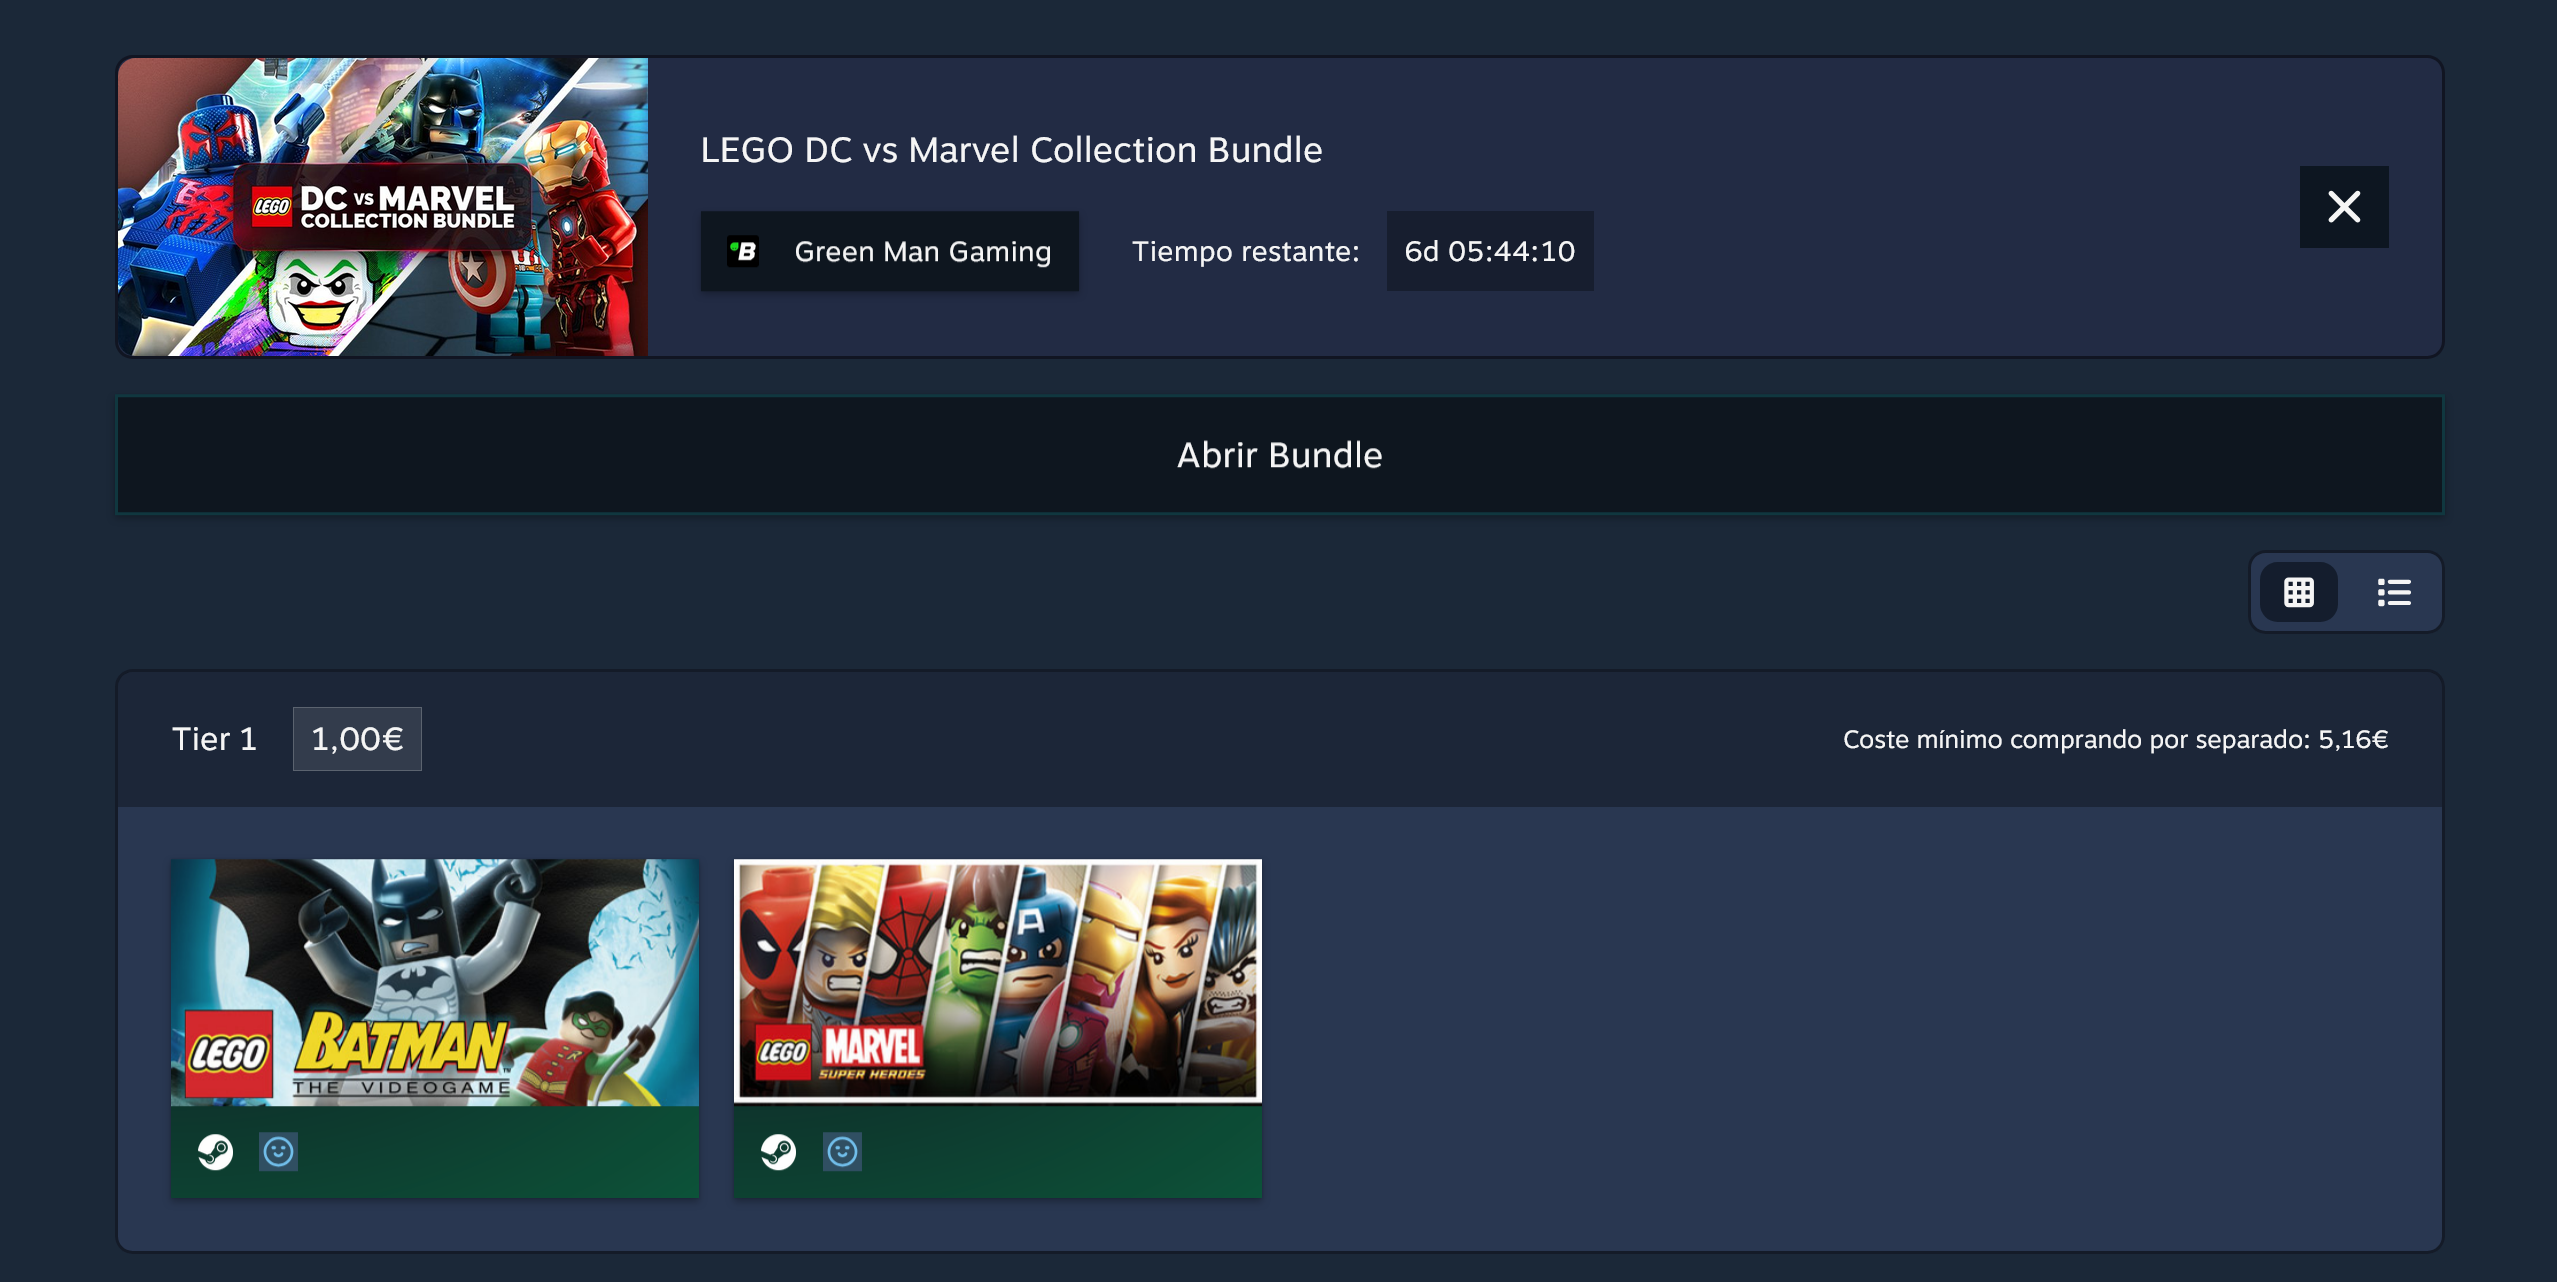 LEGO DC VS MARVEL
COLLECTION BUNDLE
LEGO DC vs Marvel Collection Bundle
B Green Man Gaming
Tiempo restante: 6d 05:44:10
Abrir Bundle
Tier 1 1,00€
Coste mínimo comprando por separado: 5,16€
LEGO BATMAN™
THE VIDEOGAME
LEGO MARVEL
SUPER HEROES